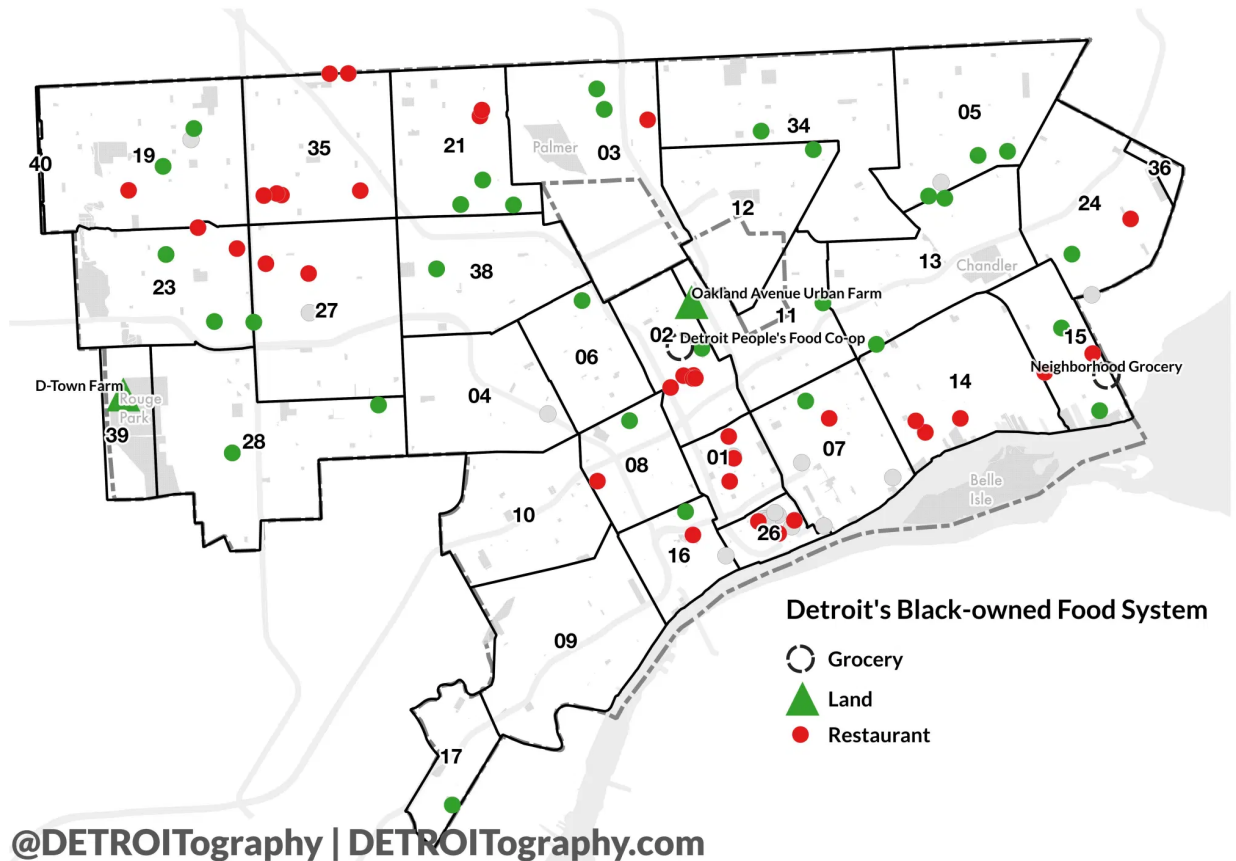 05
34
35
21
03
Palmer
19
40
36
24
12
13
Chandler
38
23
27
Oakland Avenue Urban Farm
11
02
Detroit People's Food Co-op
15
Neighborhood Grocery
06
04
14
D-Town Farm
Rouge
Park
39
28
08
01
07
Belle
Isle
10
26
16
09
17
Detroit's Black-owned Food System
Grocery
Land
Restaurant
@DETROITography | DETROITography.com